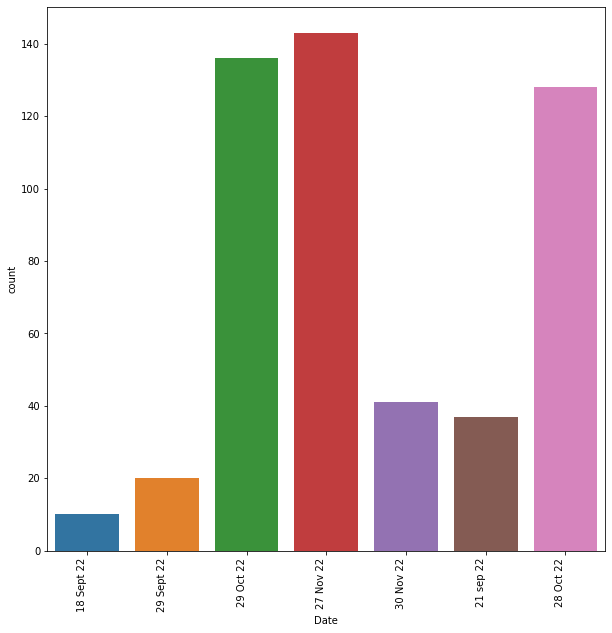 140
120
100
80
60
40
20
0
count
18 Sept 22
29 Sept 22
29 Oct 22
27 Nov 22
30 Nov 22
21 sep 22
28 Oct 22
Date